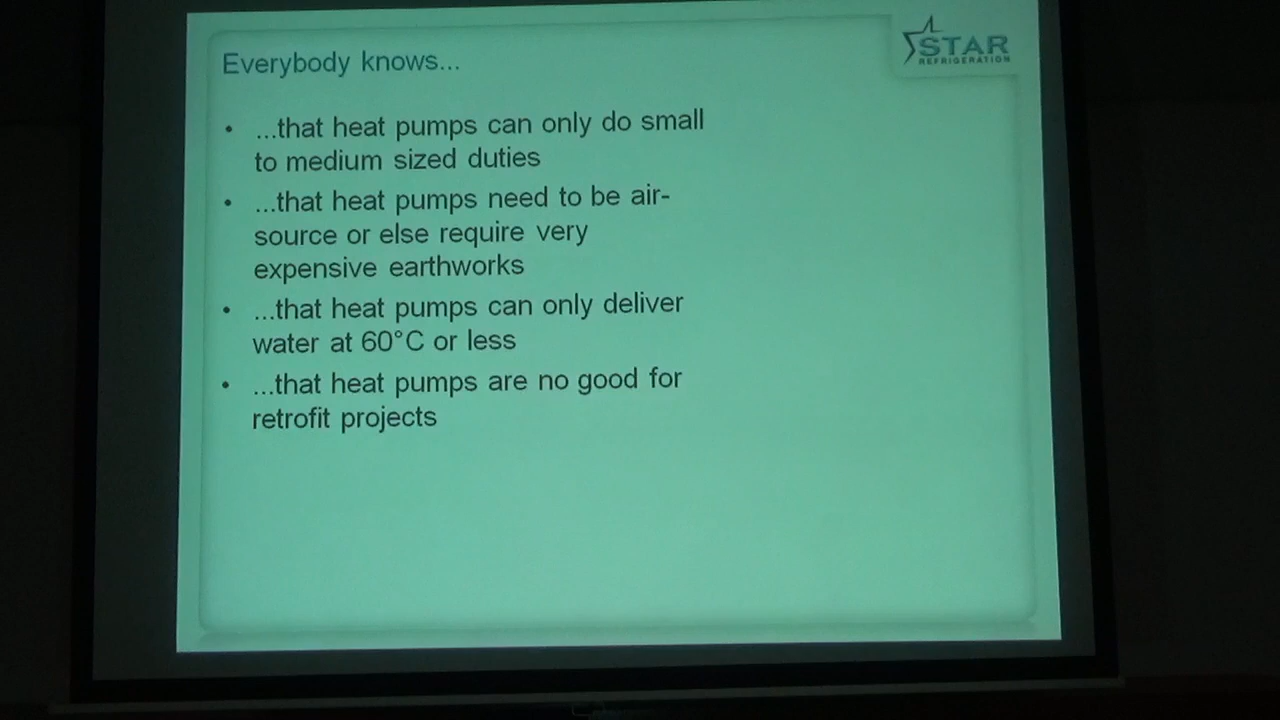 STAR
REFRIGERATION
Everybody knows...
• ...that heat pumps can only do small
to medium sized duties
• ...that heat pumps need to be air-
source or else require very
expensive earthworks
• ...that heat pumps can only deliver
water at 60°C or less
• ...that heat pumps are no good for
retrofit projects